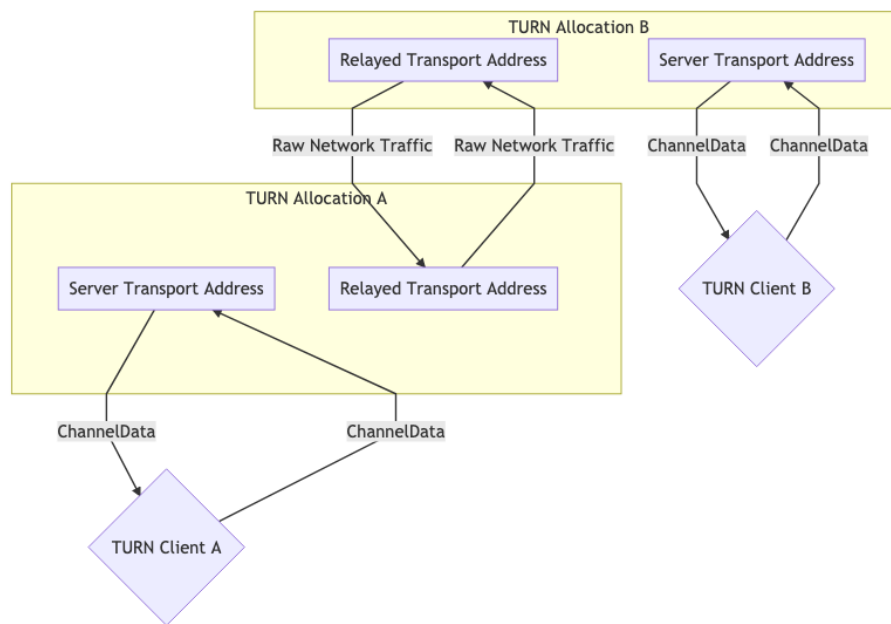 TURN Allocation B
Relayed Transport Address
Server Transport Address
Raw Network Traffic
Raw Network Traffic
ChannelData
ChannelData
TURN Allocation A
Server Transport Address
Relayed Transport Address
TURN Client B
ChannelData
ChannelData
TURN Client A